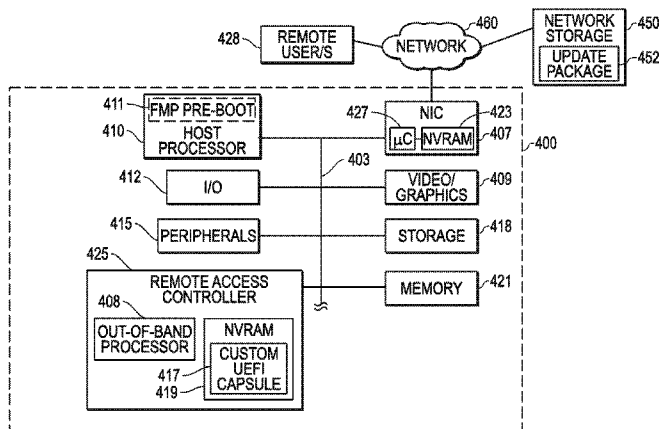 460
428
REMOTE
USER/S
NETWORK
NETWORK
STORAGE
450
UPDATE
PACKAGE
452
411
FMP PRE-BOOT
410
HOST
PROCESSOR
NIC
427
423
μC
NVRAM
407
400
403
412
I/O
VIDEO/
GRAPHICS
409
415
PERIPHERALS
STORAGE
418
425
REMOTE ACCESS
CONTROLLER
MEMORY
421
408
OUT-OF-BAND
PROCESSOR
NVRAM
417
CUSTOM
UEFI
CAPSULE
419